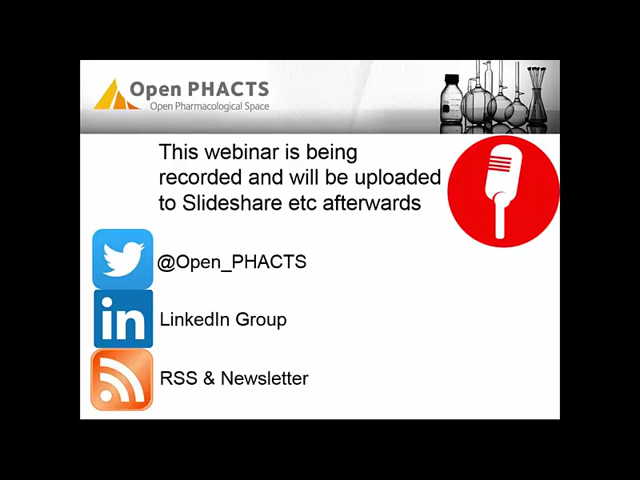 Open PHACTS
Open Pharmacological Space
This webinar is being
recorded and will be uploaded
to Slideshare etc afterwards
@Open_PHACTS
in LinkedIn Group
RSS & Newsletter